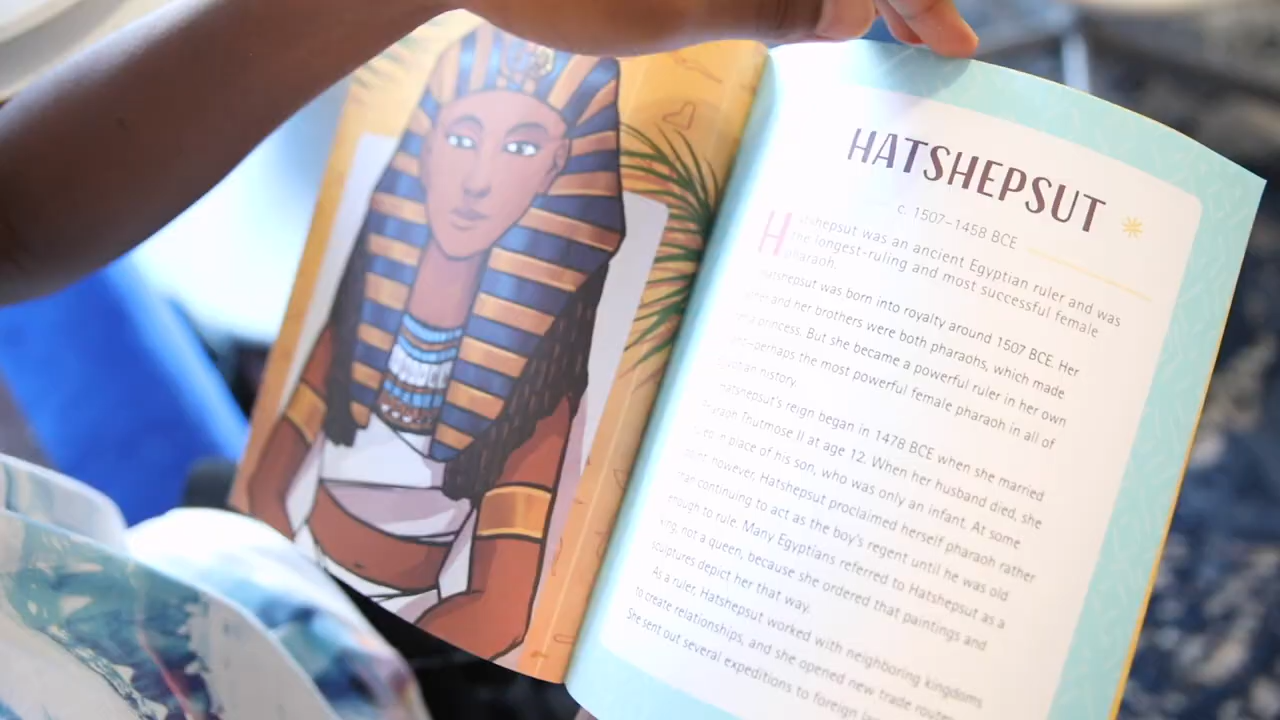 HATSHEPSUT
c. 1507–1458 BCE
Hatshepsut was an ancient Egyptian ruler and was
the longest-ruling and most successful female
pharaoh.
Hatshepsut was born into royalty around 1507 BCE. Her
and her brothers were both pharaohs, which made
princess. But she became a powerful ruler in her own
perhaps the most powerful female pharaoh in all of
history.
Hatshepsut's reign began in 1478 BCE when she married
Pharaoh Thutmose II at age 12. When her husband died, she
in place of his son, who was only an infant. At some
however, Hatshepsut proclaimed herself pharaoh rather
than continuing to act as the boy's regent until he was old
enough to rule. Many Egyptians referred to Hatshepsut as a
king, not a queen, because she ordered that paintings and
sculptures depict her that way.
As a ruler, Hatshepsut worked with neighboring kingdoms
to create relationships, and she opened new trade routes
She sent out several expeditions to foreign